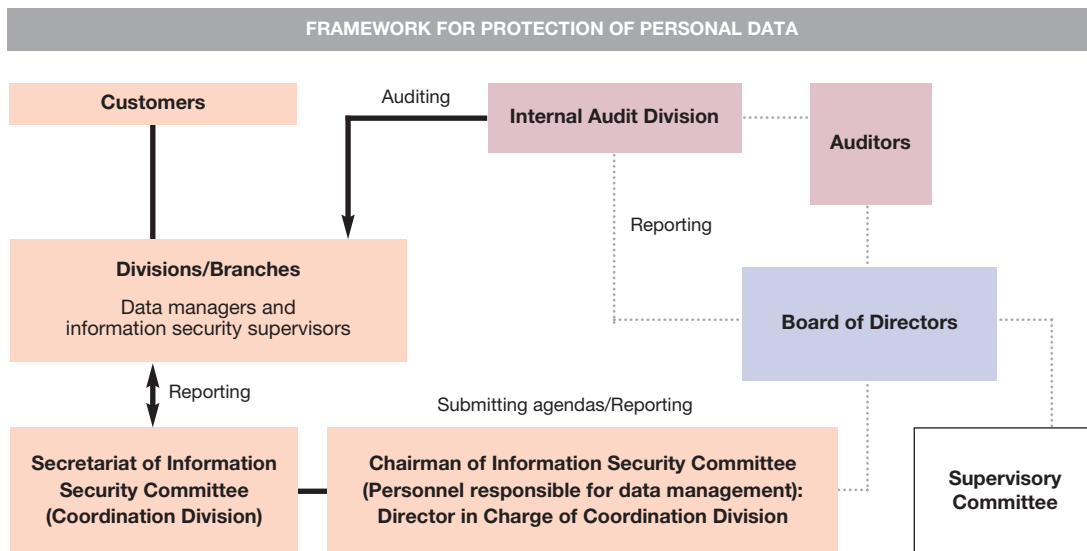 FRAMEWORK FOR PROTECTION OF PERSONAL DATA
Customers
Auditing
Internal Audit Division
Auditors
Reporting
Divisions/Branches
Data managers and
information security supervisors
Board of Directors
Reporting
Submitting agendas/Reporting
Secretariat of Information
Security Committee
(Coordination Division)
Chairman of Information Security Committee
(Personnel responsible for data management):
Director in Charge of Coordination Division
Supervisory
Committee